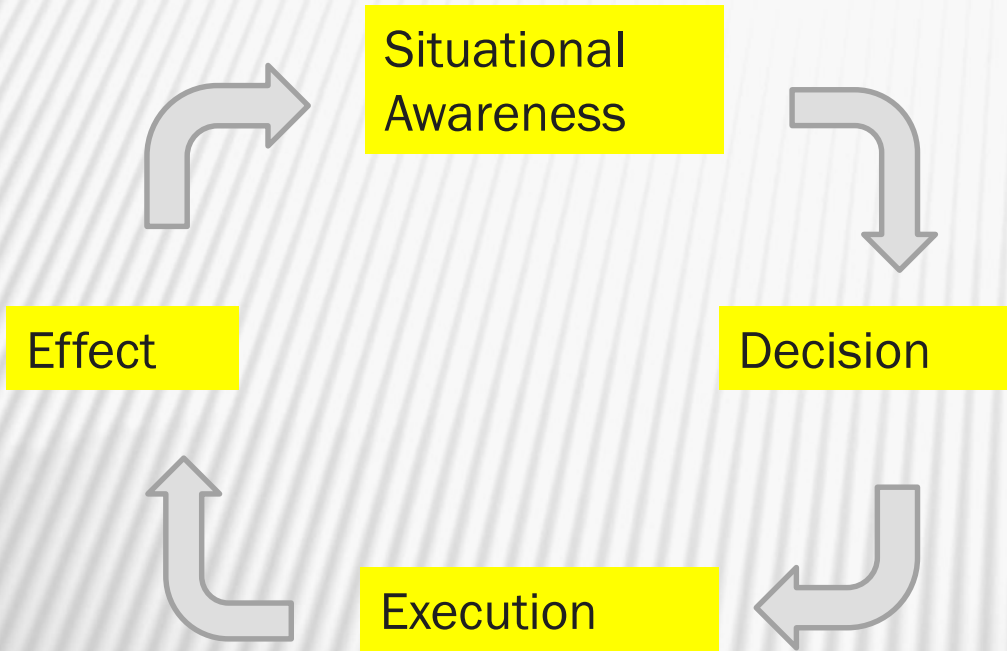 Situational
Awareness
Effect
Decision
Execution